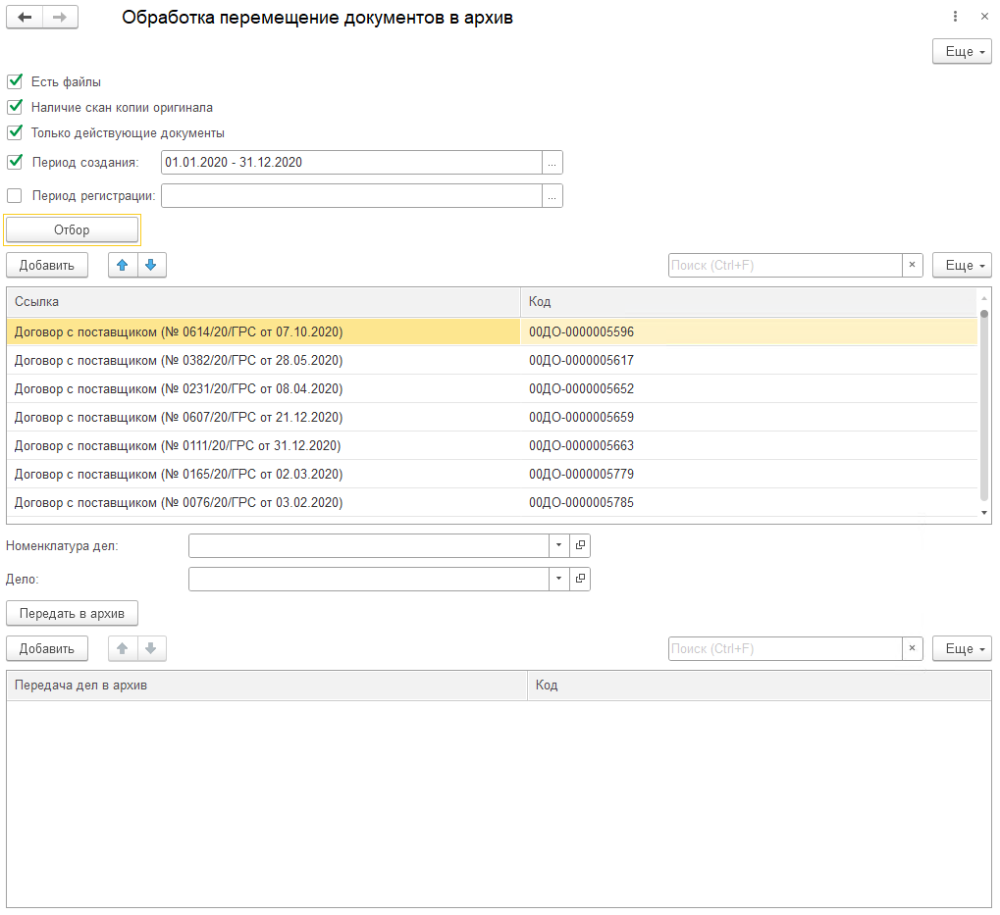 Обработка перемещение документов в архив
Еще
Есть файлы
Наличие скан копии оригинала
Только действующие документы
Период создания: 01.01.2020 - 31.12.2020 ...
Период регистрации: ...
Отбор
Добавить Поиск (Ctrl+F) × Еще
Ссылка Код
Договор с поставщиком (№ 0614/20/ГРС от 07.10.2020) 00ДО-0000005596
Договор с поставщиком (№ 0382/20/ГРС от 28.05.2020) 00ДО-0000005617
Договор с поставщиком (№ 0231/20/ГРС от 08.04.2020) 00ДО-0000005652
Договор с поставщиком (№ 0607/20/ГРС от 21.12.2020) 00ДО-0000005659
Договор с поставщиком (№ 0111/20/ГРС от 31.12.2020) 00ДО-0000005663
Договор с поставщиком (№ 0165/20/ГРС от 02.03.2020) 00ДО-0000005779
Договор с поставщиком (№ 0076/20/ГРС от 03.02.2020) 00ДО-0000005785
Номенклатура дел:
Дело:
Передать в архив
Добавить Поиск (Ctrl+F) × Еще
Передача дел в архив Код